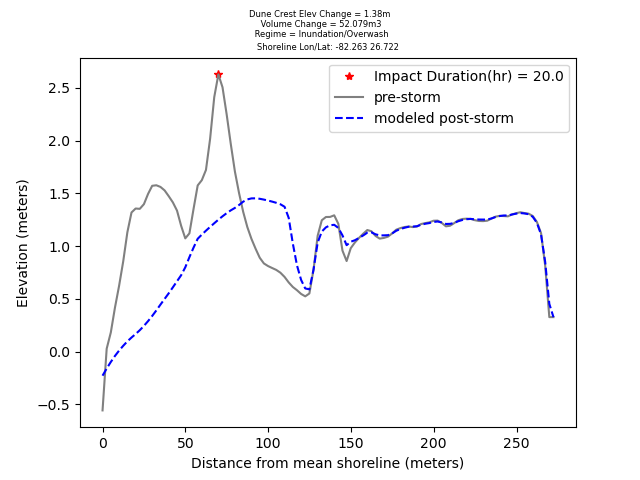 Dune Crest Elev Change = 1.38m
Volume Change = 52.079m3
Regime = Inundation/Overwash
Shoreline Lon/Lat: -82.263 26.722
Impact Duration(hr) = 20.0
pre-storm
modeled post-storm
2.5
2.0
1.5
1.0
0.5
0.0
−0.5
Elevation (meters)
0 50 100 150 200 250
Distance from mean shoreline (meters)